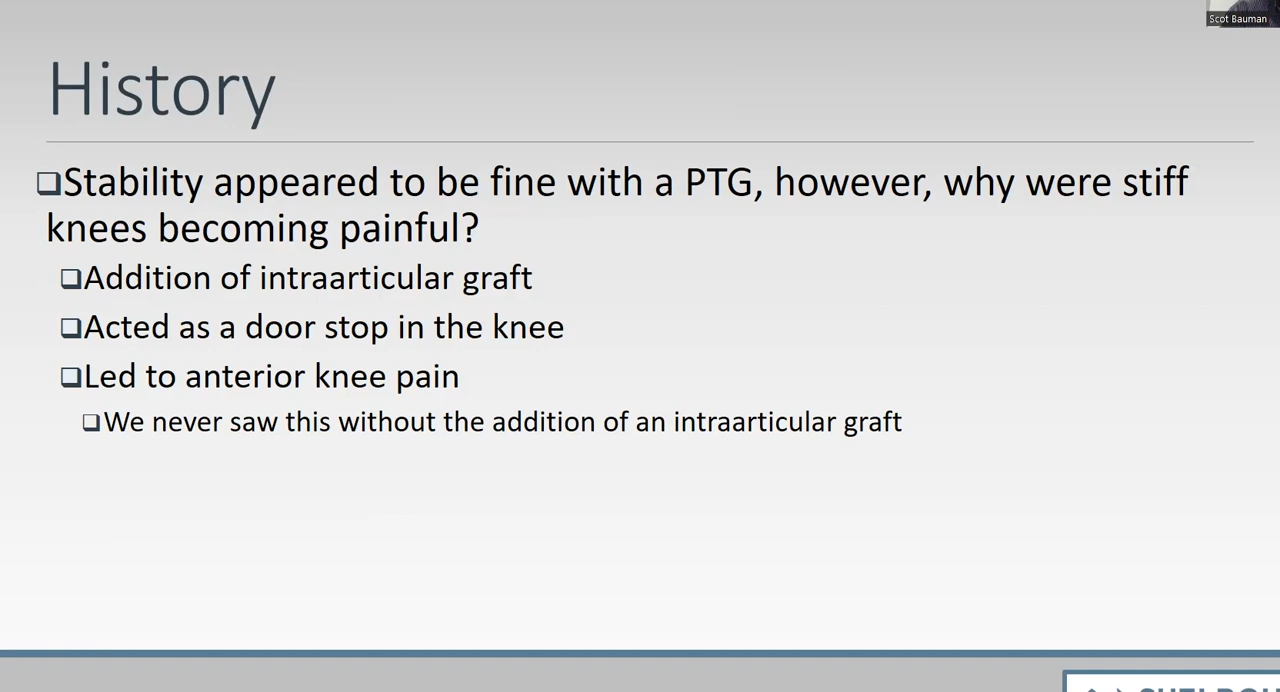 Scot Bauman
History
❑Stability appeared to be fine with a PTG, however, why were stiff
knees becoming painful?
❑Addition of intraarticular graft
❑Acted as a door stop in the knee
❑Led to anterior knee pain
❑We never saw this without the addition of an intraarticular graft